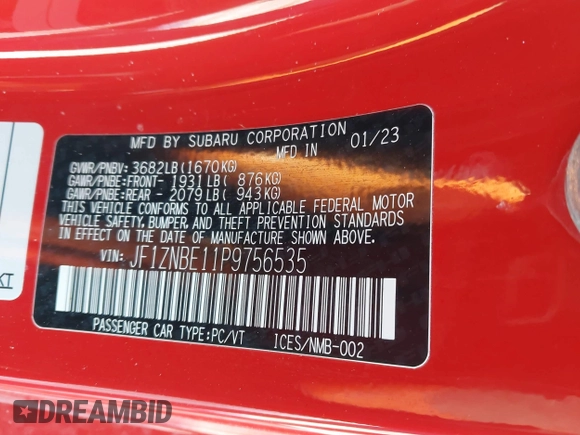 MFD BY SUBARU CORPORATION
MFD IN 01/23
GVWR/PNBV: 3682LB(1670KG)
GAWR/PNBE:FRONT- 1931LB( 876KG)
GAWR/PNBE:REAR - 2079LB( 943KG)
THIS VEHICLE CONFORMS TO ALL APPLICABLE FEDERAL MOTOR
VEHICLE SAFETY, BUMPER, AND THEFT PREVENTION STANDARDS
IN EFFECT ON THE DATE OF MANUFACTURE SHOWN ABOVE.
VIN: JF1ZNBE11P9756535
PASSENGER CAR TYPE:PC/VT ICES/NMB-002
KI
DREAMBID